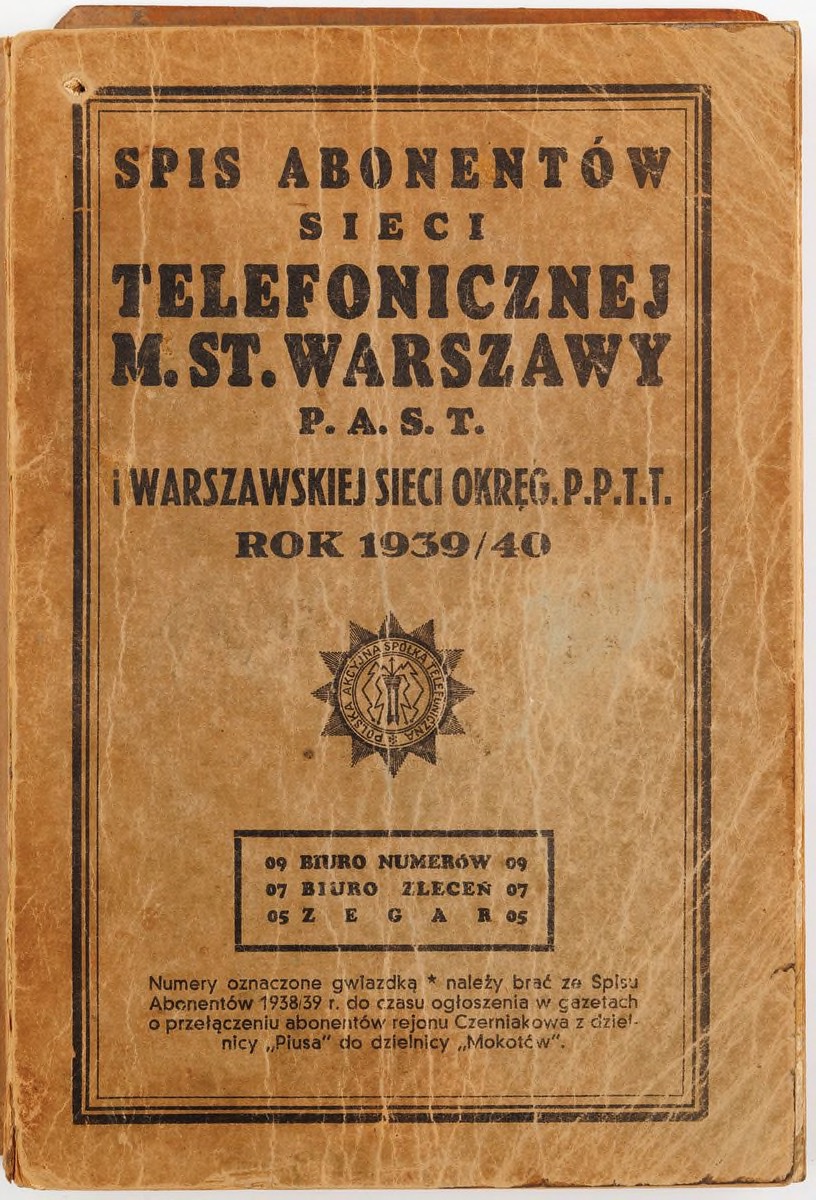 SPIS ABONENTÓW
SIECI
TELEFONICZNEJ
M. ST. WARSZAWY
P. A. S. T.
i WARSZAWSKIEJ SIECI OKRĘG. P.P.T.T.
ROK 1939/40
POLSKA AKCYJNA SPÓŁKA TELEFONICZNA *
09 BIURO NUMERÓW 09
07 BIURO ZLECEŃ 07
05 ZEGAR 05
Numery oznaczone gwiazdką * należy brać ze Spisu
Abonentów 1938/39 r. do czasu ogłoszenia w gazetach
o przełączeniu abonentów rejonu Czerniakowa z dziel-
nicy „Piusa” do dzielnicy „Mokotów”.